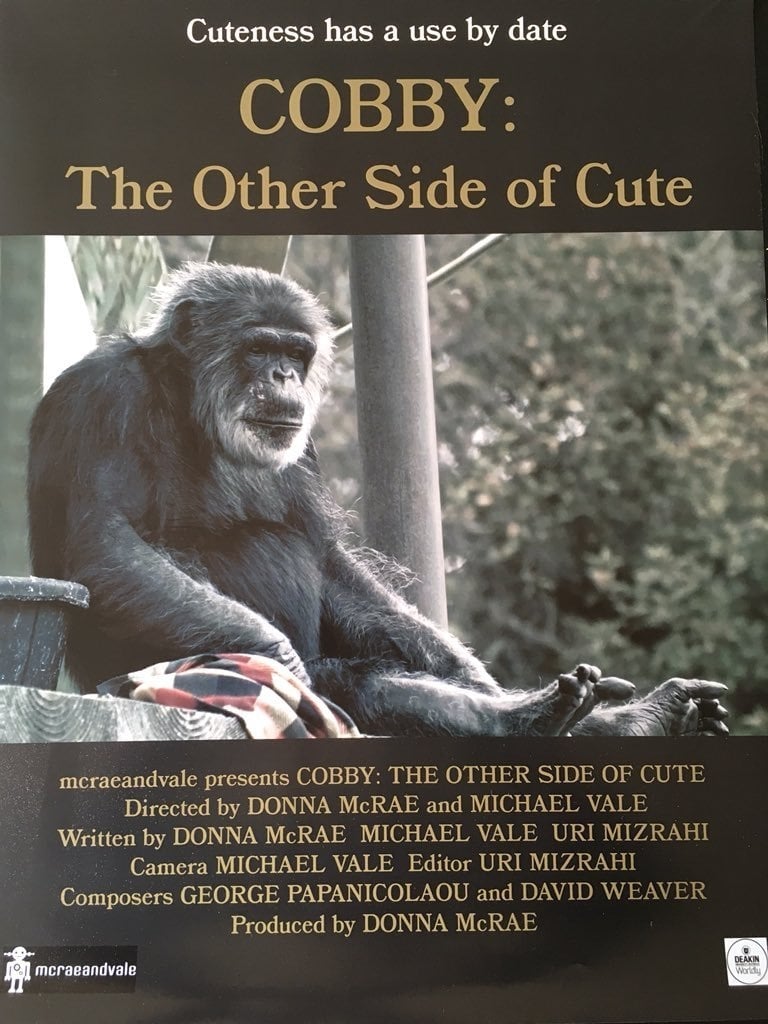 Cuteness has a use by date
COBBY:
The Other Side of Cute
mcraeandvale presents COBBY: THE OTHER SIDE OF CUTE
Directed by DONNA McRAE and MICHAEL VALE
Written by DONNA McRAE MICHAEL VALE URI MIZRAHI
Camera MICHAEL VALE Editor URI MIZRAHI
Composers GEORGE PAPANICOLAOU and DAVID WEAVER
Produced by DONNA McRAE
mcraeandvale
DEAKIN
Worldly